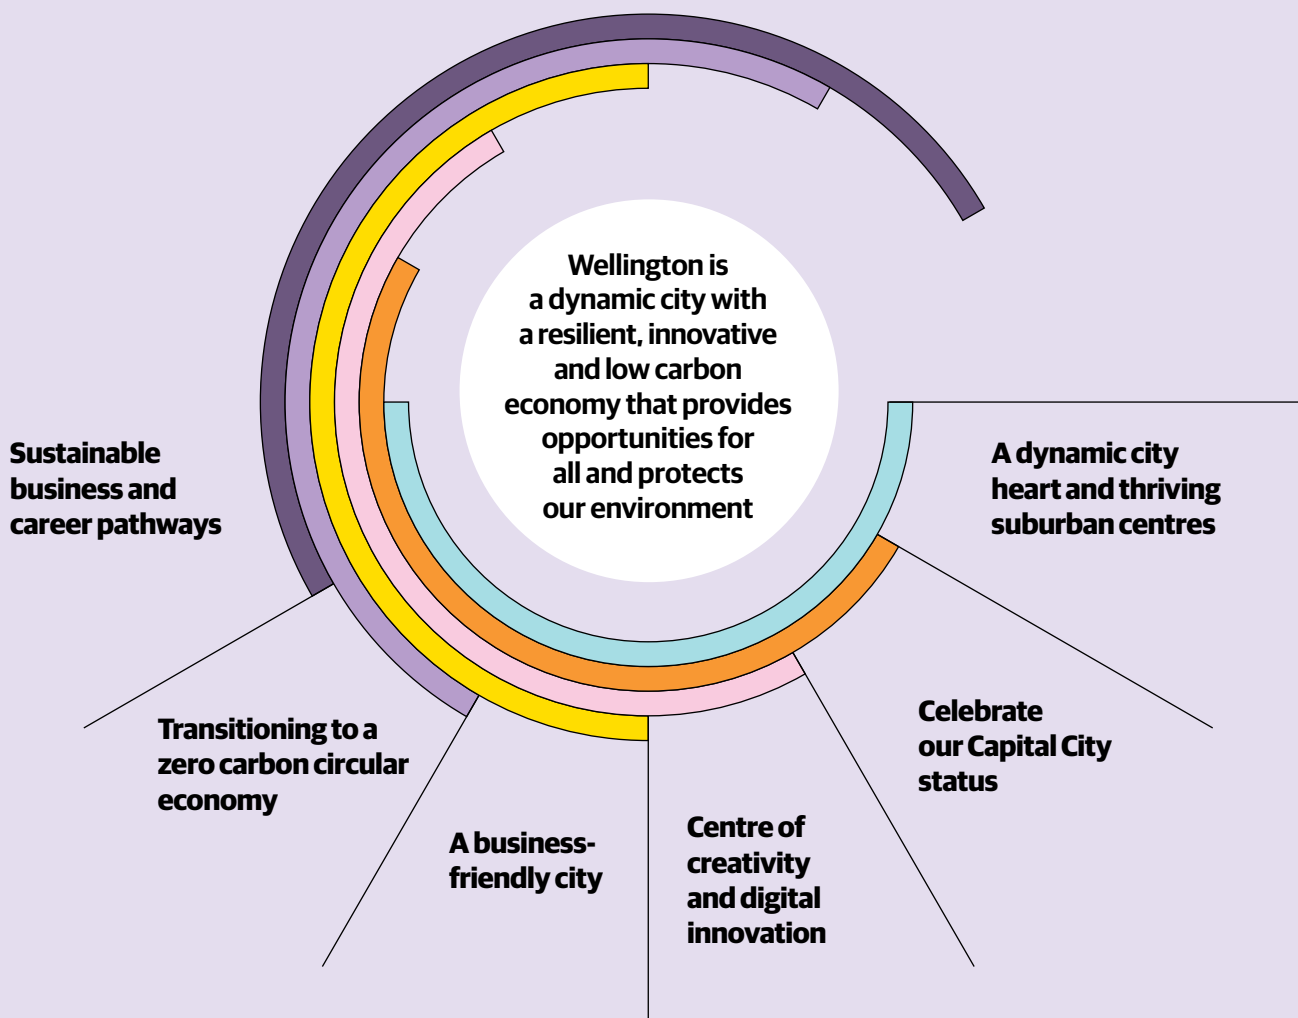 Wellington is
a dynamic city with
a resilient, innovative
and low carbon
economy that provides
opportunities for
all and protects
our environment
Sustainable
business and
career pathways
Transitioning to a
zero carbon circular
economy
A business-
friendly city
Centre of
creativity
and digital
innovation
Celebrate
our Capital City
status
A dynamic city
heart and thriving
suburban centres